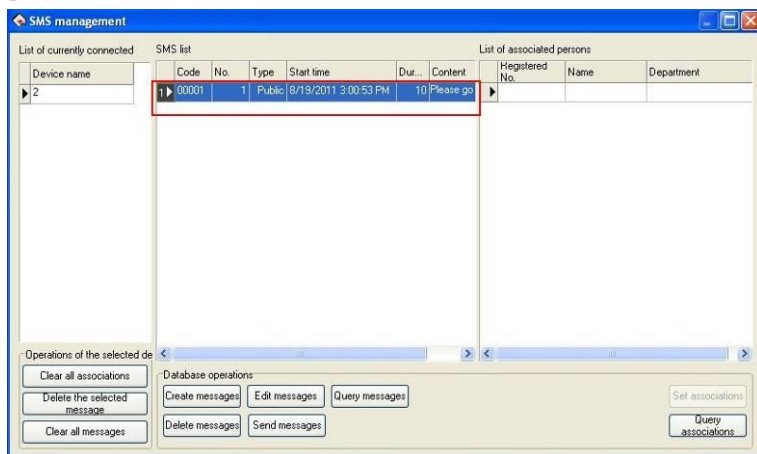 SMS management
List of currently connected
SMS list
List of associated persons
Device name
Code No. Type Start time Dur... Content
Registered No. Name Department
2
1 00001 1 Public 8/19/2011 3:00:53 PM 10 Please go
Operations of the selected de
Clear all associations
Delete the selected
message
Clear all messages
Database operations
Create messages Edit messages Query messages
Delete messages Send messages
Set associations
Query
associations